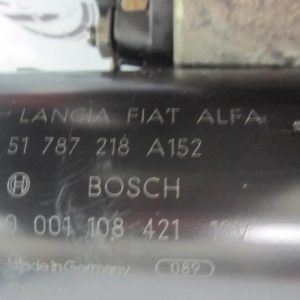 LANCIA FIAT ALFA
51 787 218 A152
BOSCH
0 001 108 421
Made in Germany 089